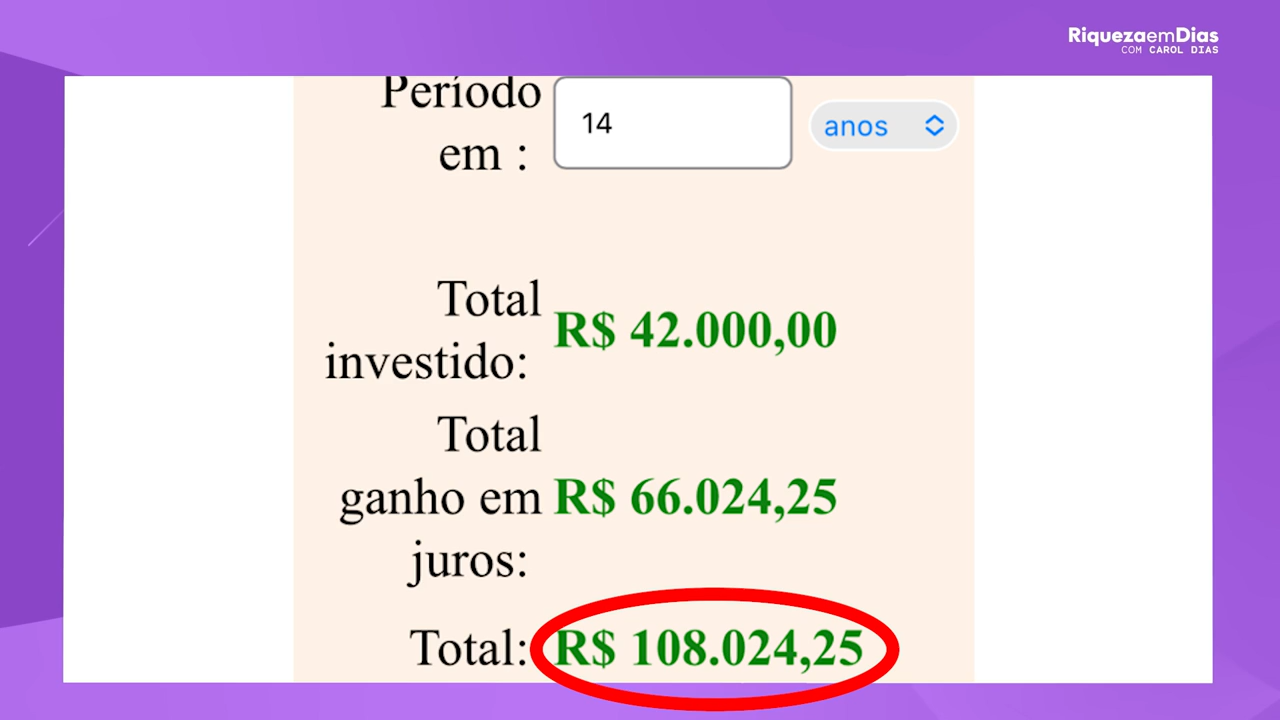 RiquezaemDias
COM CAROL DIAS
Período
em :
14
anos
Total
investido:
R$ 42.000,00
Total
ganho em
juros:
R$ 66.024,25
Total:
R$ 108.024,25